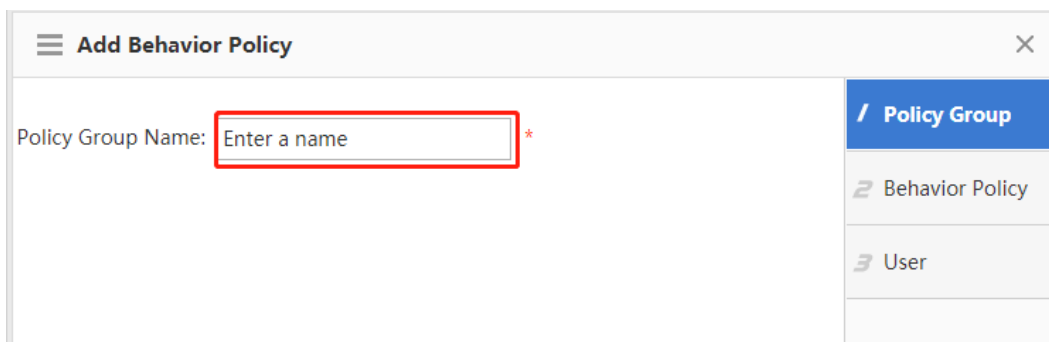 Add Behavior Policy
Policy Group Name: Enter a name *
1 Policy Group
2 Behavior Policy
3 User